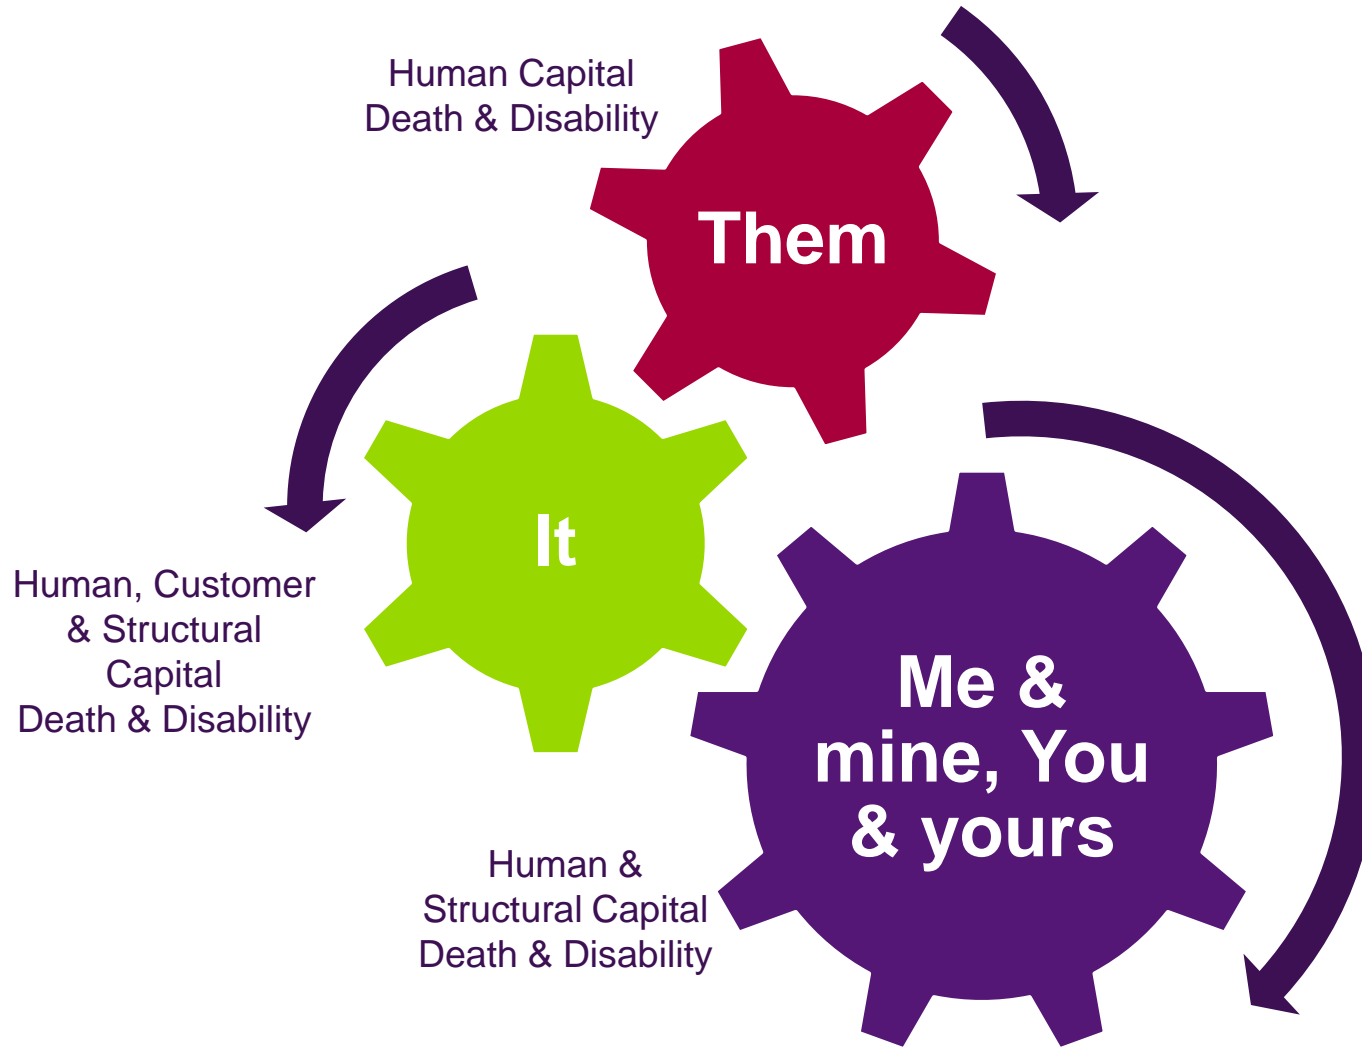 Human Capital
Death & Disability
Them
It
Human, Customer
& Structural
Capital
Death & Disability
Me &
mine, You
& yours
Human &
Structural Capital
Death & Disability